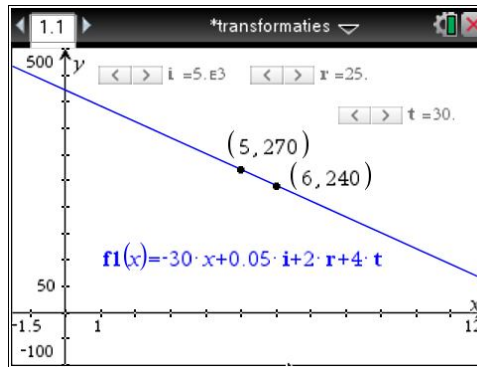 1.1 *transformaties
500 y i =5.E3 r =25.
t =30.
(5,270)
(6,240)
f1(x)=-30· x+0.05· i+2· r+4· t
50
x
-1.5 1 12
-100